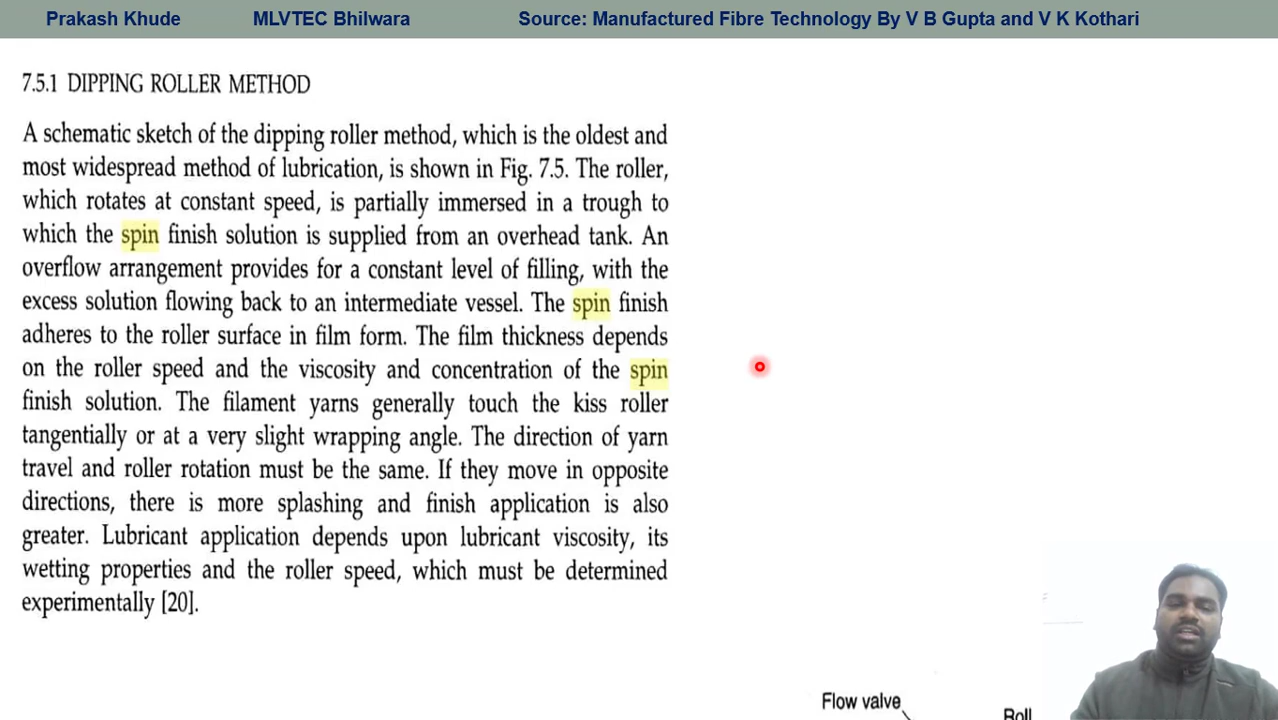 Prakash Khude MLVTEC Bhilwara Source: Manufactured Fibre Technology By V B Gupta and V K Kothari
7.5.1 DIPPING ROLLER METHOD
A schematic sketch of the dipping roller method, which is the oldest and
most widespread method of lubrication, is shown in Fig. 7.5. The roller,
which rotates at constant speed, is partially immersed in a trough to
which the spin finish solution is supplied from an overhead tank. An
overflow arrangement provides for a constant level of filling, with the
excess solution flowing back to an intermediate vessel. The spin finish
adheres to the roller surface in film form. The film thickness depends
on the roller speed and the viscosity and concentration of the spin
finish solution. The filament yarns generally touch the kiss roller
tangentially or at a very slight wrapping angle. The direction of yarn
travel and roller rotation must be the same. If they move in opposite
directions, there is more splashing and finish application is also
greater. Lubricant application depends upon lubricant viscosity, its
wetting properties and the roller speed, which must be determined
experimentally [20].
Flow valve
Roll